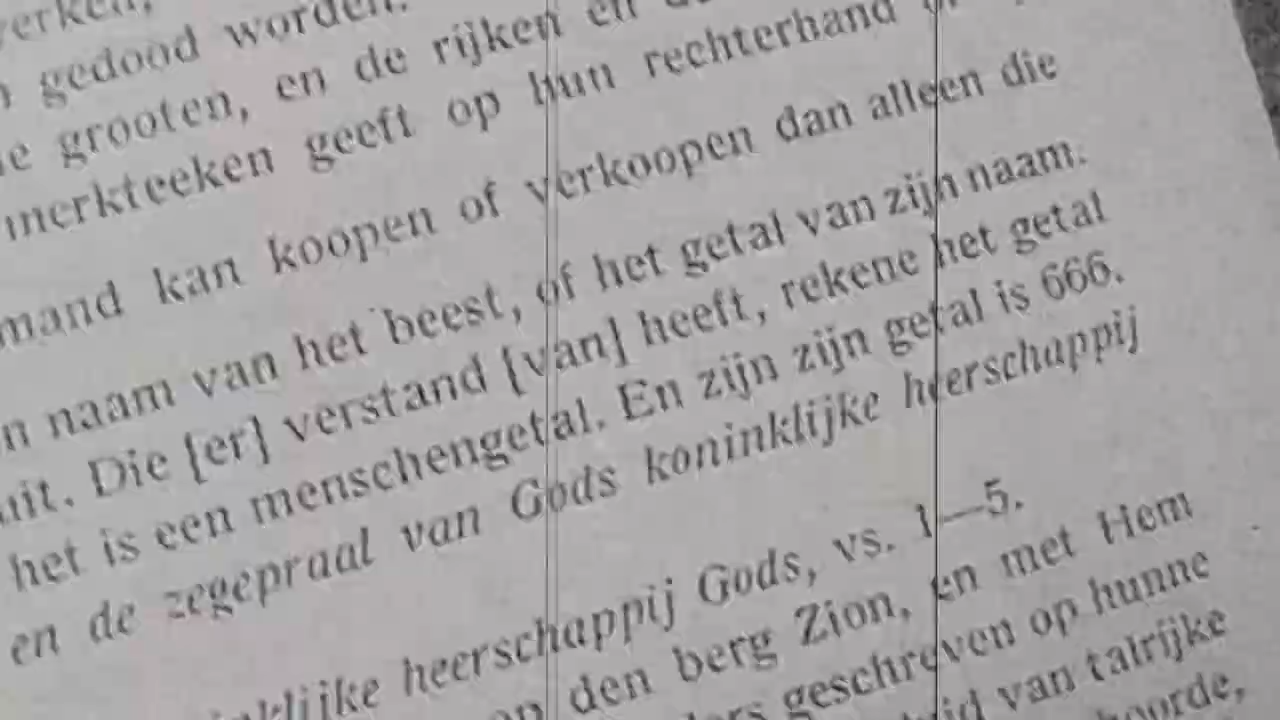 gedood worden.
grooten, en de rijken en
merkteeken geeft op hun rechterhand
mand kan koopen of verkoopen dan alleen die
n naam van het beest, of het getal van zijn naam.
uit. Die [er] verstand [van] heeft, rekene het getal
het is een menschengetal. En zijn zijn getal is 666.
en de zegepraal van Gods koninklijke heerschappij
klijke heerschappij Gods, vs. 1—5.
den berg Zion, en met Hem
geschreven op hunne
van talrijke